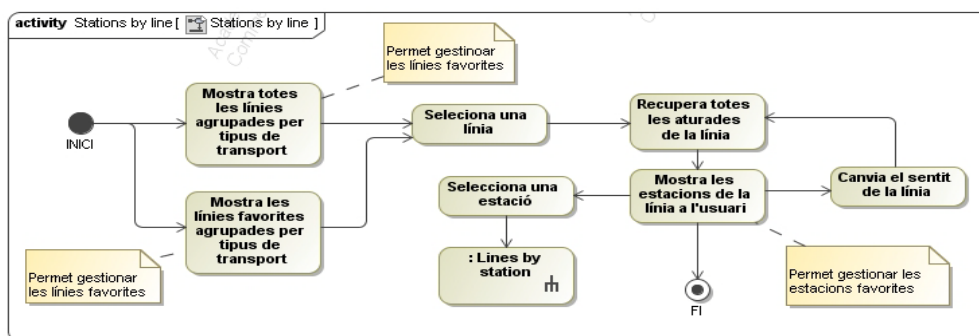 activity Stations by line [ Stations by line ]
Permet gestinoar
les línies favorites
Mostra totes
les línies
agrupades per
tipus de
transport
INICI
Seleciona una
línia
Recupera totes
les aturades
de la línia
Mostra les
línies favorites
agrupades per
tipus de
transport
Selecciona una
estació
Mostra les
estacions de la
línia a l'usuari
Canvia el sentit
de la línia
Permet gestionar
les línies favorites
: Lines by
station
Permet gestionar les
estacions favorites
FI